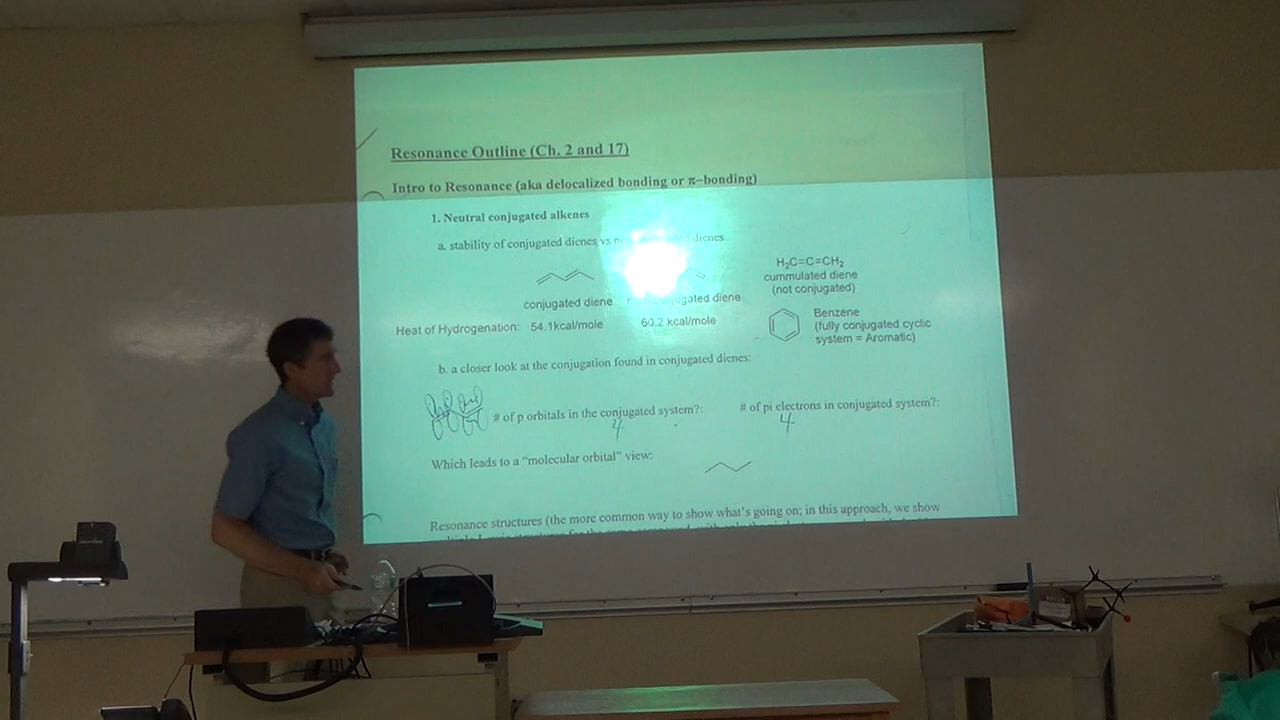 Resonance Outline (Ch. 2 and 17)
Intro to Resonance (aka delocalized bonding or π–bonding)
1. Neutral conjugated alkenes
a. stability of conjugated dienes vs dienes
H₂C=C=CH₂
cummulated diene
(not conjugated)
conjugated diene jugated diene
Heat of Hydrogenation: 54.1kcal/mole 60.2 kcal/mole
Benzene
(fully conjugated cyclic
system = Aromatic)
b. a closer look at the conjugation found in conjugated dienes:
# of p orbitals in the conjugated system?: # of pi electrons in conjugated system?:
4 4
Which leads to a “molecular orbital” view:
Resonance structures (the more common way to show what's going on; in this approach, we show